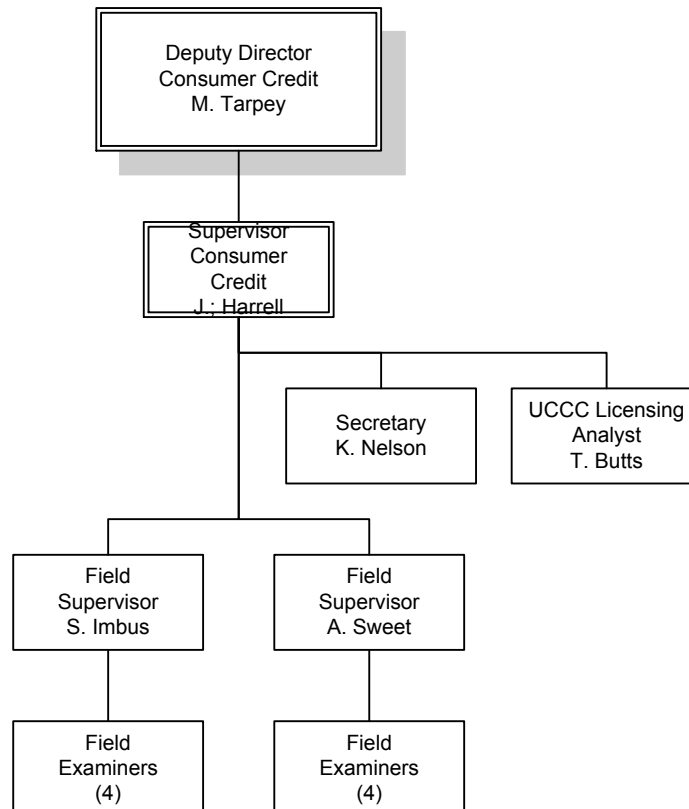 Deputy Director
Consumer Credit
M. Tarpey
Supervisor
Consumer
Credit
J.; Harrell
Secretary
K. Nelson
UCCC Licensing
Analyst
T. Butts
Field
Supervisor
S. Imbus
Field
Supervisor
A. Sweet
Field
Examiners
(4)
Field
Examiners
(4)